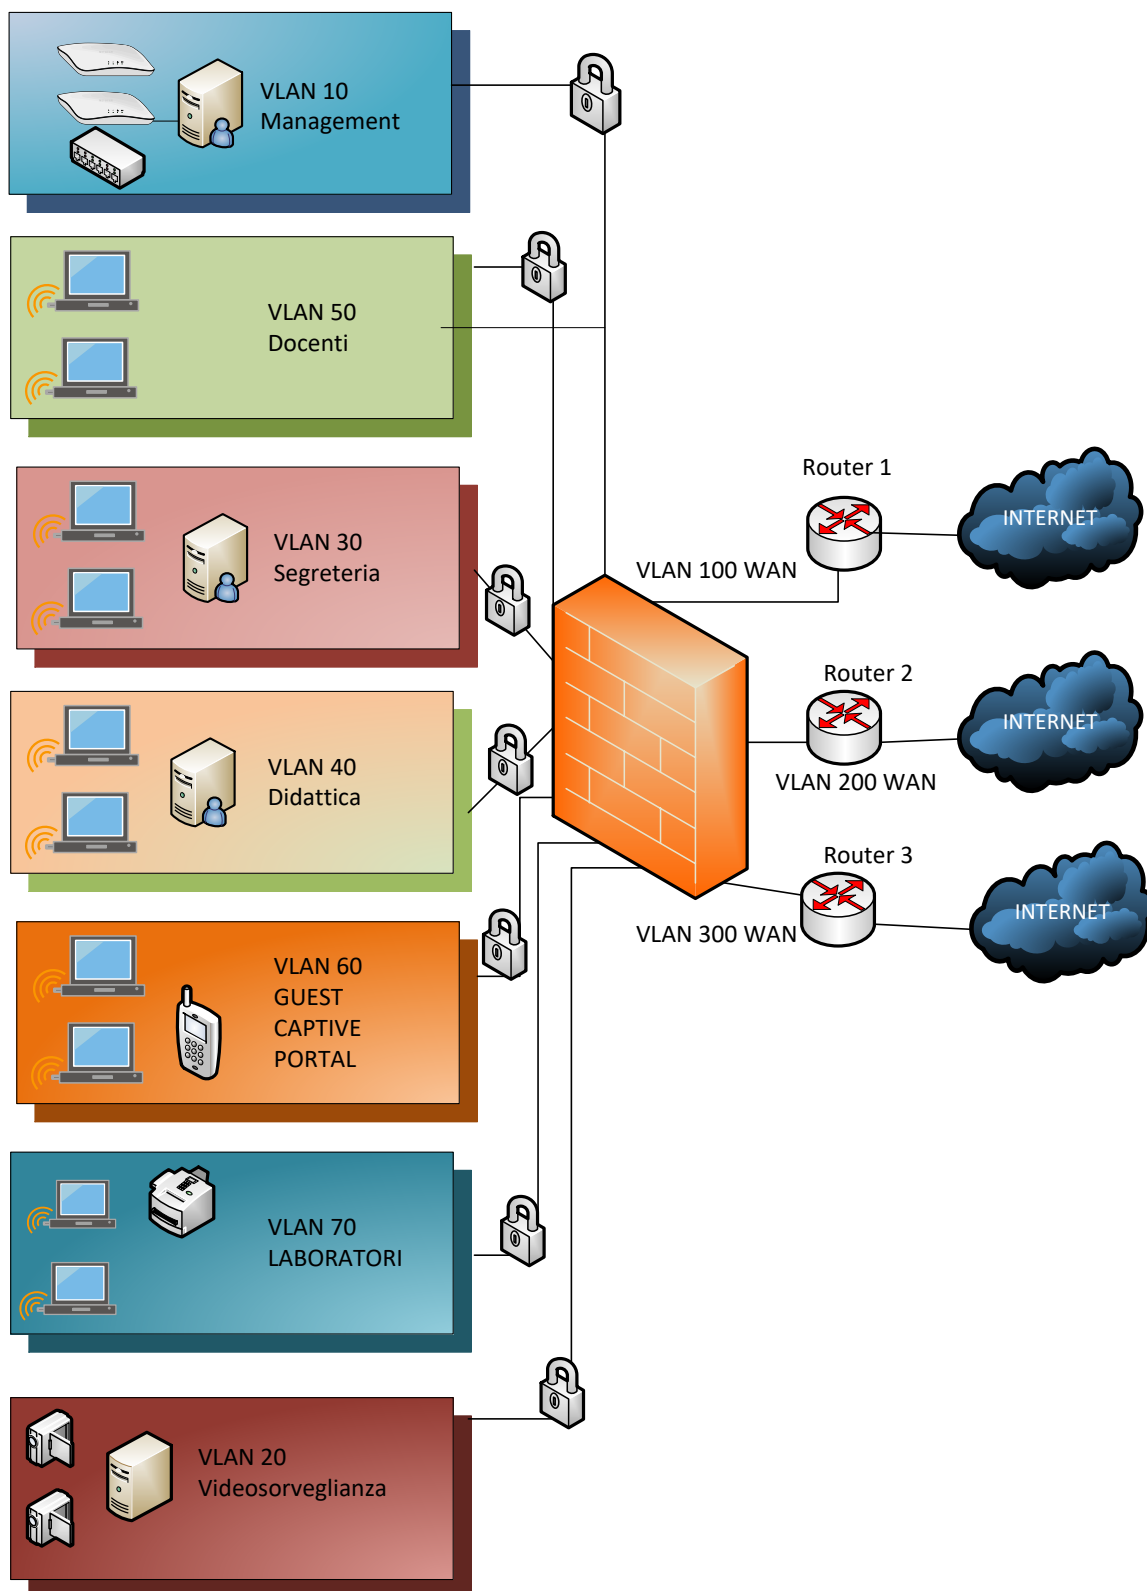 VLAN 10
Management
VLAN 50
Docenti
VLAN 30
Segreteria
VLAN 40
Didattica
VLAN 60
GUEST
CAPTIVE
PORTAL
VLAN 70
LABORATORI
VLAN 20
Videosorveglianza
Router 1
INTERNET
VLAN 100 WAN
Router 2
INTERNET
VLAN 200 WAN
Router 3
INTERNET
VLAN 300 WAN